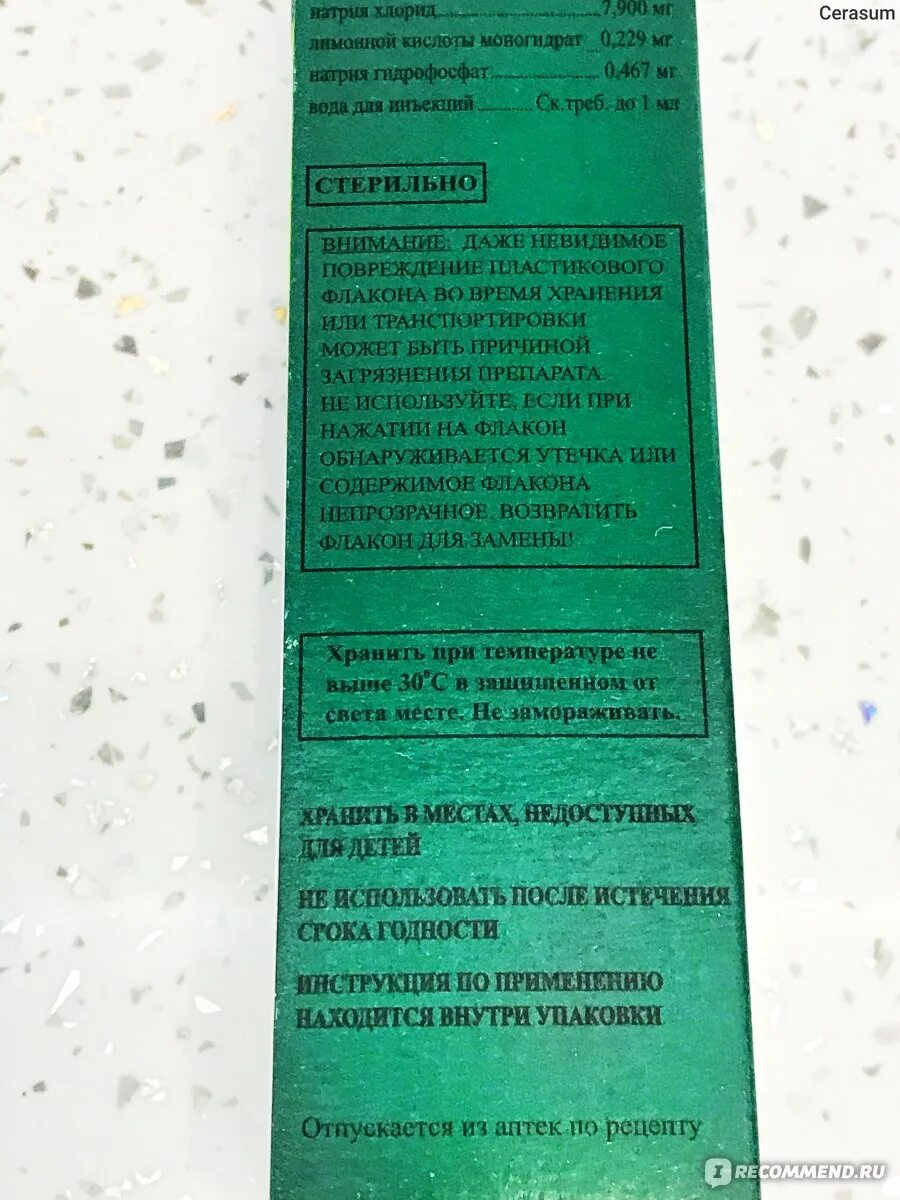 Cerasum
натрия хлорид 7,900 мг
лимонной кислоты моногидрат 0,229 мг
натрия гидрофосфат 0,467 мг
вода для инъекций Ск.треб. до 1 мл
СТЕРИЛЬНО
ВНИМАНИЕ: ДАЖЕ НЕВИДИМОЕ
ПОВРЕЖДЕНИЕ ПЛАСТИКОВОГО
ФЛАКОНА ВО ВРЕМЯ ХРАНЕНИЯ
ИЛИ ТРАНСПОРТИРОВКИ
МОЖЕТ БЫТЬ ПРИЧИНОЙ
ЗАГРЯЗНЕНИЯ ПРЕПАРАТА.
НЕ ИСПОЛЬЗУЙТЕ, ЕСЛИ ПРИ
НАЖАТИИ НА ФЛАКОН
ОБНАРУЖИВАЕТСЯ УТЕЧКА ИЛИ
СОДЕРЖИМОЕ ФЛАКОНА
НЕПРОЗРАЧНОЕ. ВОЗВРАТИТЬ
ФЛАКОН ДЛЯ ЗАМЕНЫ!
Хранить при температуре не
выше 30°С в защищенном от
света месте. Не замораживать.
ХРАНИТЬ В МЕСТАХ, НЕДОСТУПНЫХ
ДЛЯ ДЕТЕЙ
НЕ ИСПОЛЬЗОВАТЬ ПОСЛЕ ИСТЕЧЕНИЯ
СРОКА ГОДНОСТИ
ИНСТРУКЦИЯ ПО ПРИМЕНЕНИЮ
НАХОДИТСЯ ВНУТРИ УПАКОВКИ
Отпускается из аптек по рецепту
IRECOMMEND.RU